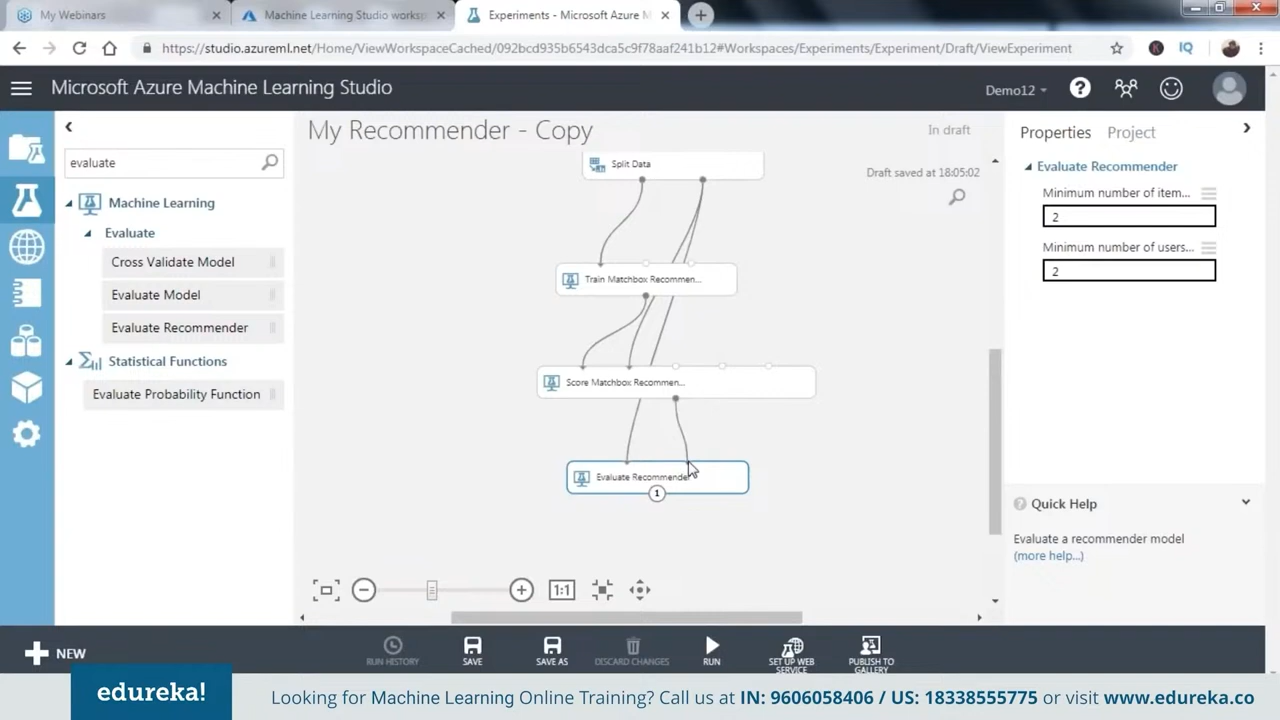 My Webinars
Machine Learning Studio worksp
Experiments - Microsoft Azure M
https://studio.azureml.net/Home/ViewWorkspaceCached/092bcd935b6543dca5c9f78aaf241b12#Workspaces/Experiments/Experiment/Draft/ViewExperiment
Microsoft Azure Machine Learning Studio
Demo12
evaluate
Machine Learning
Evaluate
Cross Validate Model
Evaluate Model
Evaluate Recommender
Statistical Functions
Evaluate Probability Function
My Recommender - Copy
In draft
Draft saved at 18:05:02
Split Data
Train Matchbox Recommen...
Score Matchbox Recommen...
Evaluate Recommender
1
1:1
Properties
Project
Evaluate Recommender
Minimum number of item...
2
Minimum number of users...
2
Quick Help
Evaluate a recommender model
(more help...)
NEW
RUN HISTORY
SAVE
SAVE AS
DISCARD CHANGES
RUN
SET UP WEB
SERVICE
PUBLISH TO
GALLERY
edureka!
Looking for Machine Learning Online Training? Call us at IN: 9606058406 / US: 18338555775 or visit www.edureka.co